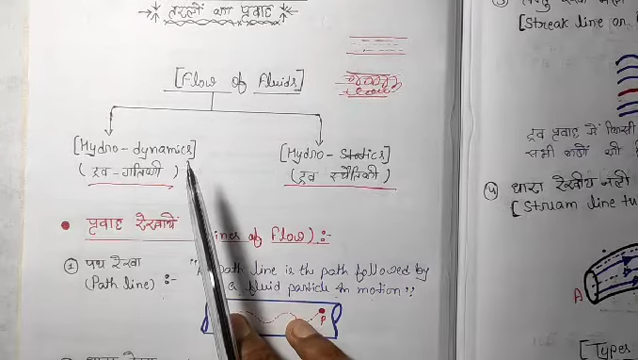 तरलों का प्रवाह
[Flow of Fluids]
[Hydro-dynamics]
(द्रव-गतिकी)
[Hydro-Statics]
(द्रव स्थैतिकी)
प्रवाह रेखायें
ines of Flow) :-
① पथ रेखा
(Path line) :-
Path line is the path followed by
a fluid particle in motion
P
[Streak line on
द्रव प्रवाह में किसी
सभी कणों की
धारा रेखीय नली
[Stream line tu
A
[Types